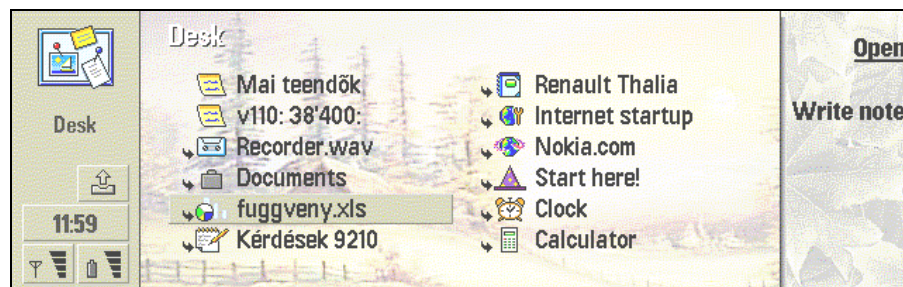 Desk
Desk
11:59
Mai teendõk
v110: 38'400:
Recorder.wav
Documents
fuggveny.xls
Kérdések 9210
Renault Thalia
Internet startup
Nokia.com
Start here!
Clock
Calculator
Open
Write note